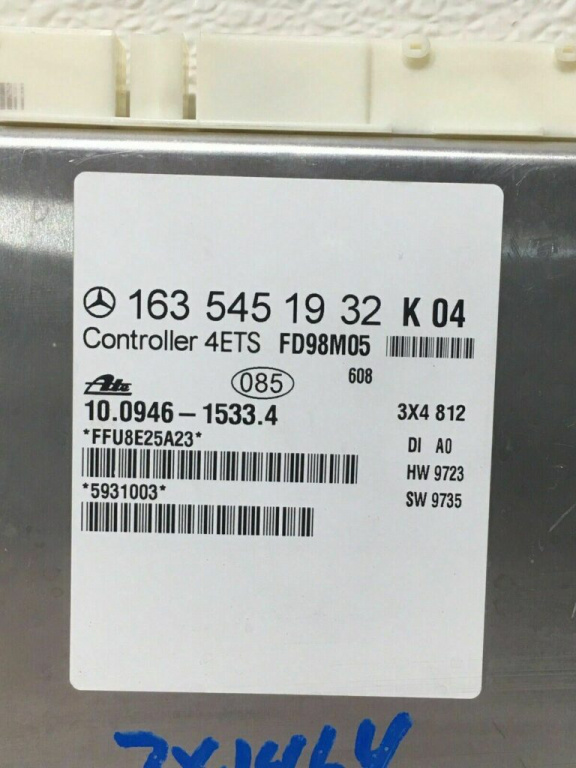 163 545 19 32 K 04
Controller 4ETS FD98M05
608
Ate 085
10.0946-1533.4 3X4 812
*FFU8E25A23* DI A0
HW 9723
*5931003* SW 9735